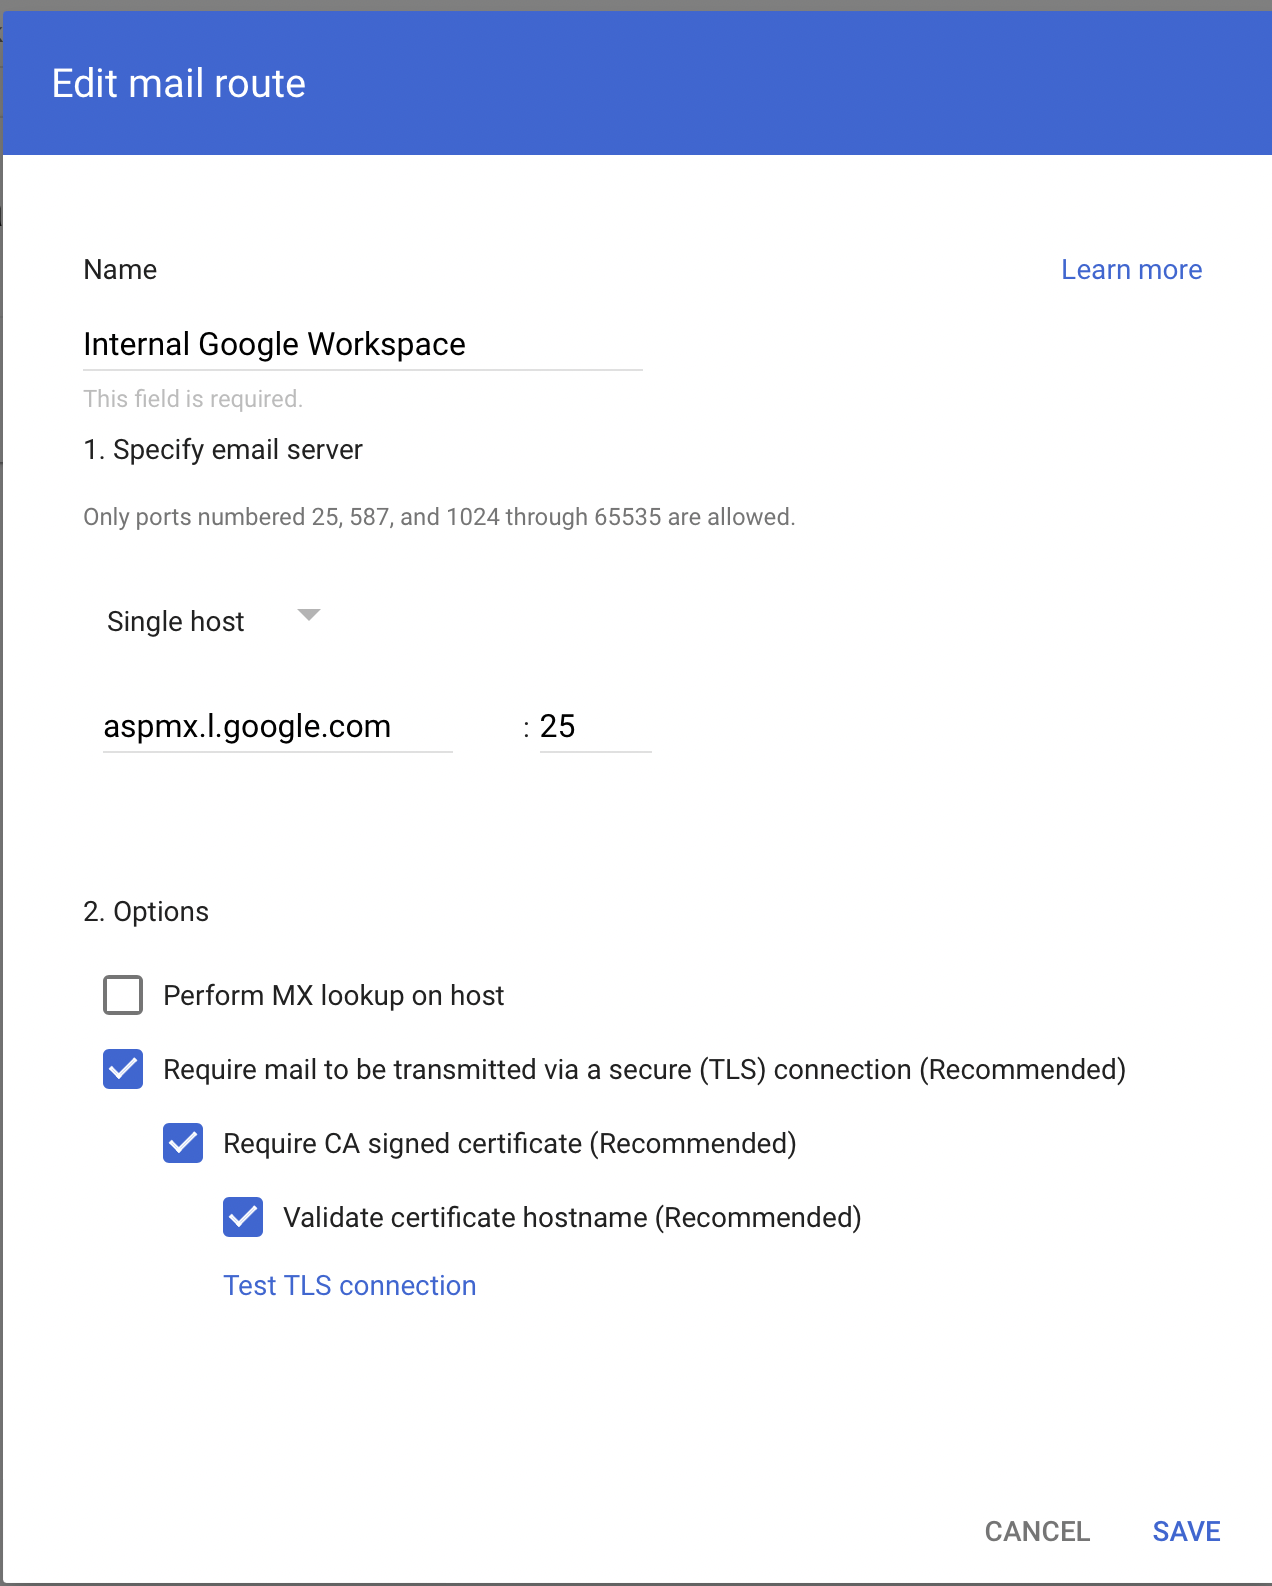 Edit mail route
Name
Learn more
Internal Google Workspace
This field is required.
1. Specify email server
Only ports numbered 25, 587, and 1024 through 65535 are allowed.
Single host
aspmx.l.google.com : 25
2. Options
Perform MX lookup on host
Require mail to be transmitted via a secure (TLS) connection (Recommended)
Require CA signed certificate (Recommended)
Validate certificate hostname (Recommended)
Test TLS connection
CANCEL
SAVE